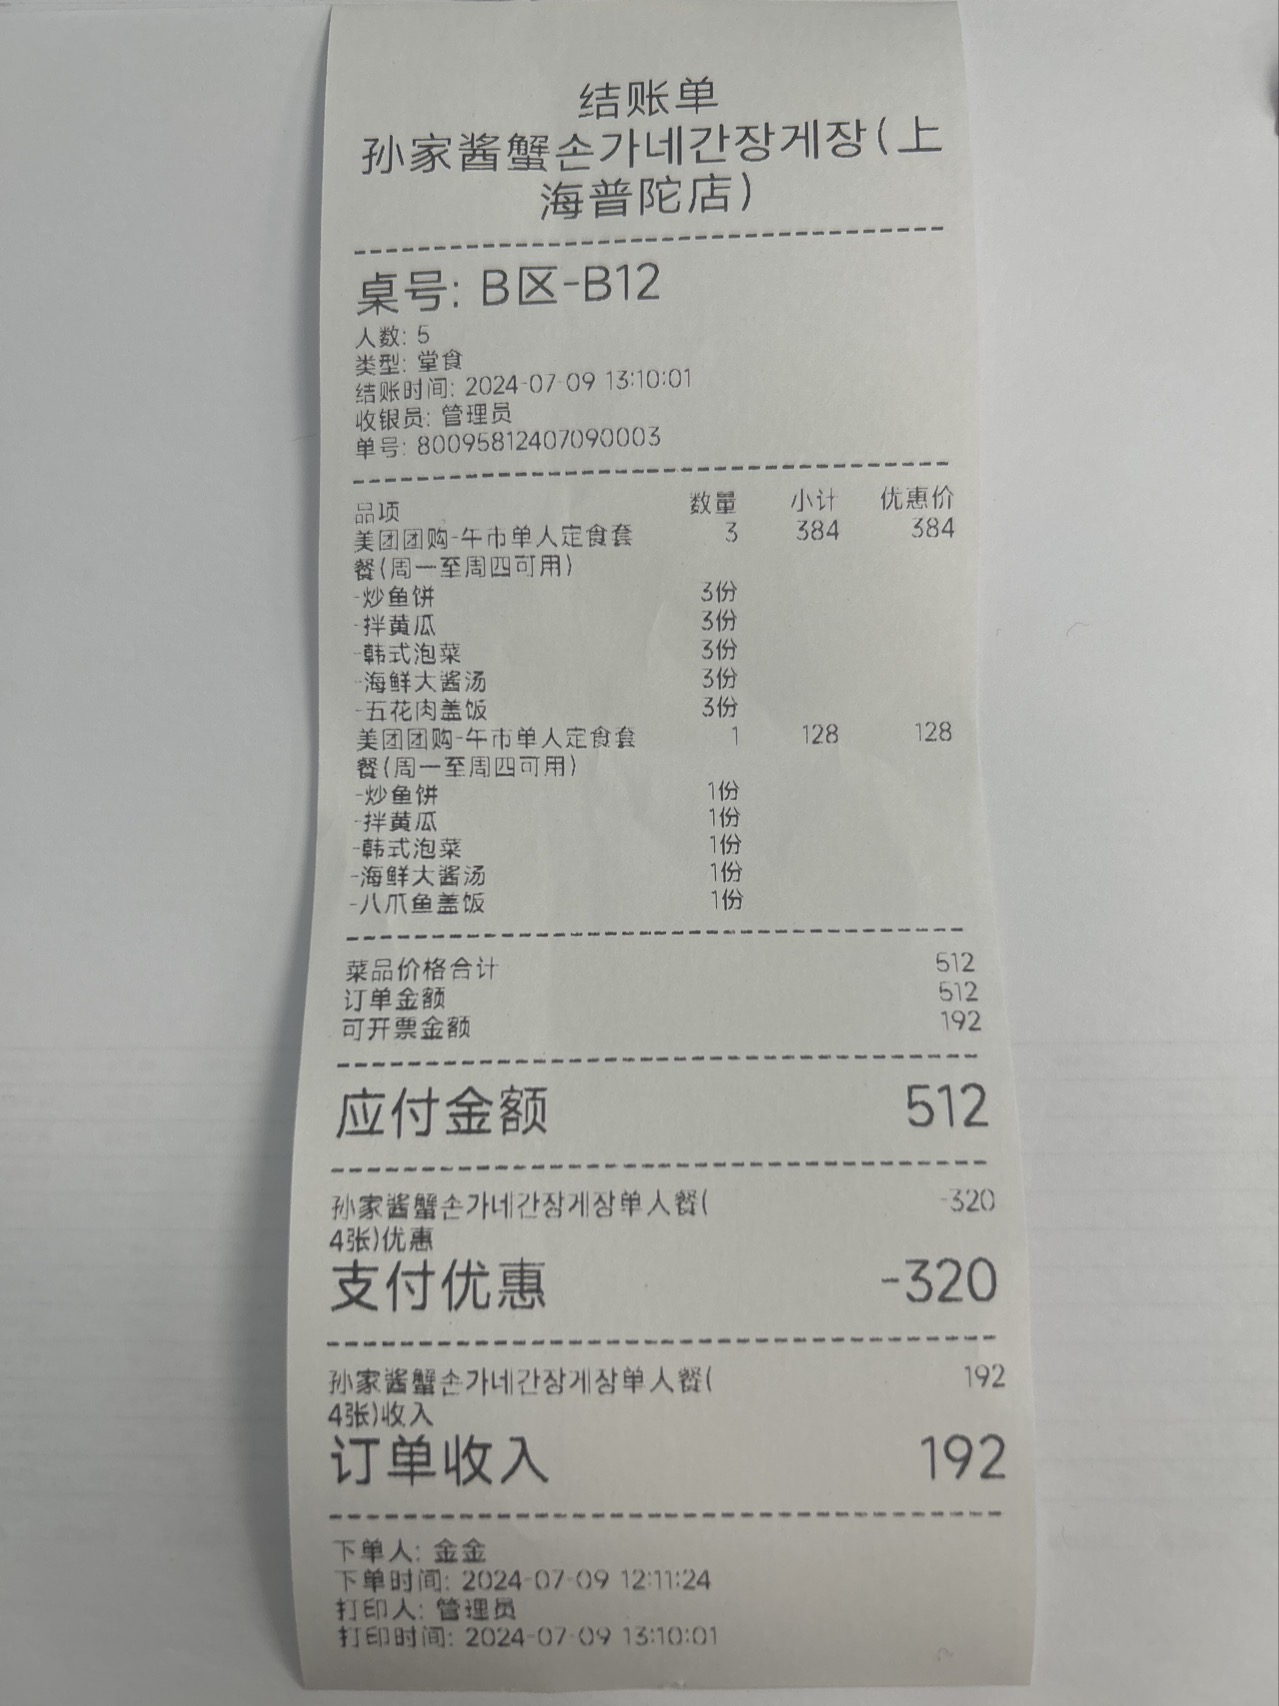 结账单
孙家酱蟹손가네간장게장(上
海普陀店)
桌号: B区-B12
人数: 5
类型: 堂食
结账时间: 2024-07-09 13:10:01
收银员: 管理员
单号: 80095812407090003
品项 数量 小计 优惠价
美团团购-午市单人定食套 3 384 384
餐(周一至周四可用)
-炒鱼饼 3份
-拌黄瓜 3份
-韩式泡菜 3份
-海鲜大酱汤 3份
-五花肉盖饭 3份
美团团购-午市单人定食套 1 128 128
餐(周一至周四可用)
-炒鱼饼 1份
-拌黄瓜 1份
-韩式泡菜 1份
-海鲜大酱汤 1份
-八爪鱼盖饭 1份
菜品价格合计 512
订单金额 512
可开票金额 192
应付金额 512
孙家酱蟹손가네간장게장单人餐( -320
4张)优惠
支付优惠 -320
孙家酱蟹손가네간장게장单人餐( 192
4张)收入
订单收入 192
下单人: 金金
下单时间: 2024-07-09 12:11:24
打印人: 管理员
打印时间: 2024-07-09 13:10:01